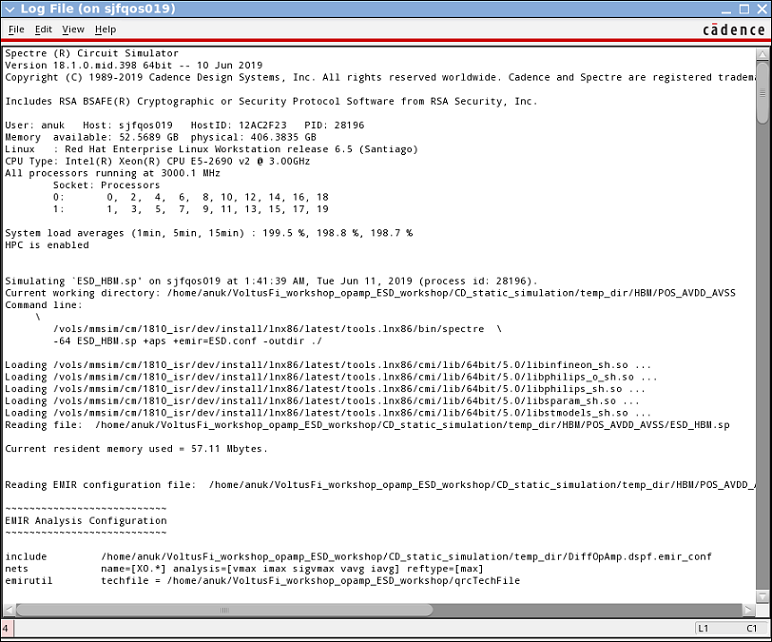 Log File (on sjfqos019)
File Edit View Help
cādence
Spectre (R) Circuit Simulator
Version 18.1.0.mid.398 64bit -- 10 Jun 2019
Copyright (C) 1989-2019 Cadence Design Systems, Inc. All rights reserved worldwide. Cadence and Spectre are registered tradema
Includes RSA BSAFE(R) Cryptographic or Security Protocol Software from RSA Security, Inc.
User: anuk   Host: sjfqos019   HostID: 12AC2F23   PID: 28196
Memory  available: 52.5689 GB  physical: 406.3835 GB
Linux   : Red Hat Enterprise Linux Workstation release 6.5 (Santiago)
CPU Type: Intel(R) Xeon(R) CPU E5-2690 v2 @ 3.00GHz
All processors running at 3000.1 MHz
        Socket: Processors
        0:       0,  2,  4,  6,  8, 10, 12, 14, 16, 18
        1:       1,  3,  5,  7,  9, 11, 13, 15, 17, 19
System load averages (1min, 5min, 15min) : 199.5 %, 198.8 %, 198.7 %
HPC is enabled
Simulating `ESD_HBM.sp' on sjfqos019 at 1:41:39 AM, Tue Jun 11, 2019 (process id: 28196).
Current working directory: /home/anuk/VoltusFi_workshop_opamp_ESD_workshop/CD_static_simulation/temp_dir/HBM/POS_AVDD_AVSS
Command line:
     \
        /vols/mmsim/cm/1810_isr/dev/install/lnx86/latest/tools.lnx86/bin/spectre  \
        -64 ESD_HBM.sp +aps +emir=ESD.conf -outdir ./
Loading /vols/mmsim/cm/1810_isr/dev/install/lnx86/latest/tools.lnx86/cmi/lib/64bit/5.0/libinfineon_sh.so ...
Loading /vols/mmsim/cm/1810_isr/dev/install/lnx86/latest/tools.lnx86/cmi/lib/64bit/5.0/libphilips_o_sh.so ...
Loading /vols/mmsim/cm/1810_isr/dev/install/lnx86/latest/tools.lnx86/cmi/lib/64bit/5.0/libphilips_sh.so ...
Loading /vols/mmsim/cm/1810_isr/dev/install/lnx86/latest/tools.lnx86/cmi/lib/64bit/5.0/libsparam_sh.so ...
Loading /vols/mmsim/cm/1810_isr/dev/install/lnx86/latest/tools.lnx86/cmi/lib/64bit/5.0/libstmodels_sh.so ...
Reading file:  /home/anuk/VoltusFi_workshop_opamp_ESD_workshop/CD_static_simulation/temp_dir/HBM/POS_AVDD_AVSS/ESD_HBM.sp
Current resident memory used = 57.11 Mbytes.
Reading EMIR configuration file:  /home/anuk/VoltusFi_workshop_opamp_ESD_workshop/CD_static_simulation/temp_dir/HBM/POS_AVDD_A
~~~~~~~~~~~~~~~~~~~~~~~~~~~
EMIR Analysis Configuration
~~~~~~~~~~~~~~~~~~~~~~~~~~~
include         /home/anuk/VoltusFi_workshop_opamp_ESD_workshop/CD_static_simulation/temp_dir/DiffOpAmp.dspf.emir_conf
nets            name=[X0.*] analysis=[vmax imax sigvmax vavg iavg] reftype=[max]
emirutil        techfile = /home/anuk/VoltusFi_workshop_opamp_ESD_workshop/qrcTechFile
4
L1 C1